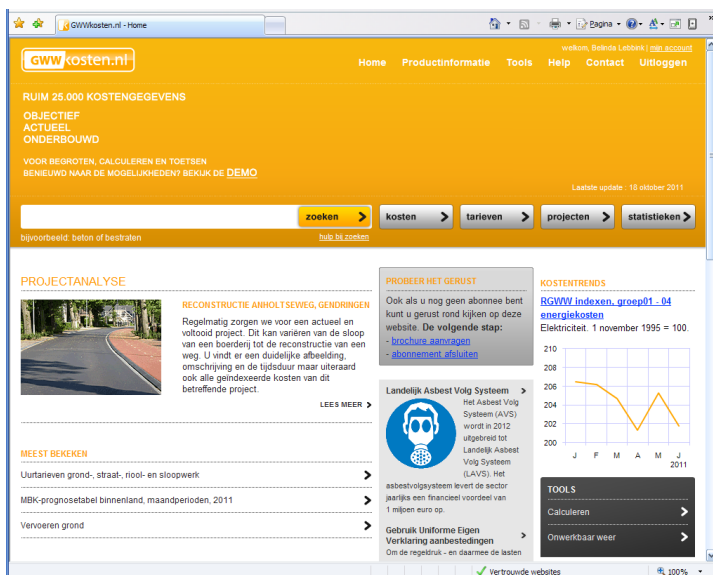 GWWkosten.nl - Home
Pagina
welkom, Belinda Lebbink | mijn account
GWWkosten.nl
Home Productinformatie Tools Help Contact Uitloggen
RUIM 25.000 KOSTENGEGEVENS
OBJECTIEF
ACTUEEL
ONDERBOUWD
VOOR BEGROTEN, CALCULEREN EN TOETSEN
BENIEUWD NAAR DE MOGELIJKHEDEN? BEKIJK DE DEMO
Laatste update : 18 oktober 2011
zoeken kosten tarieven projecten statistieken
bijvoorbeeld: beton of bestraten hulp bij zoeken
PROJECTANALYSE
RECONSTRUCTIE ANHOLTSEWEG, GENDRINGEN
Regelmatig zorgen we voor een actueel en
voltooid project. Dit kan variëren van de sloop
van een boerderij tot de reconstructie van een
weg. U vindt er een duidelijke afbeelding,
omschrijving en de tijdsduur maar uiteraard
ook alle geïndexeerde kosten van dit
betreffende project.
LEES MEER
MEEST BEKEKEN
Uurtarieven grond-, straat-, riool- en sloopwerk
MBK-prognosetabel binnenland, maandperioden, 2011
Vervoeren grond
PROBEER HET GERUST
Ook als u nog geen abonnee bent
kunt u gerust rond kijken op deze
website. De volgende stap:
- brochure aanvragen
- abonnement afsluiten
Landelijk Asbest Volg Systeem
Het Asbest Volg
Systeem (AVS)
wordt in 2012
uitgebreid tot
Landelijk Asbest
Volg Systeem
(LAVS). Het
asbestvolgsysteem levert de sector
jaarlijks een financieel voordeel van
1 miljoen euro op.
Gebruik Uniforme Eigen
Verklaring aanbestedingen
Om de regeldruk - en daarmee de lasten
KOSTENTRENDS
RGWW indexen, groep01 - 04
energiekosten
Elektriciteit. 1 november 1995 = 100.
210
208
206
204
202
200
J F M A M J
2011
TOOLS
Calculeren
Onwerkbaar weer
Vertrouwde websites 100%